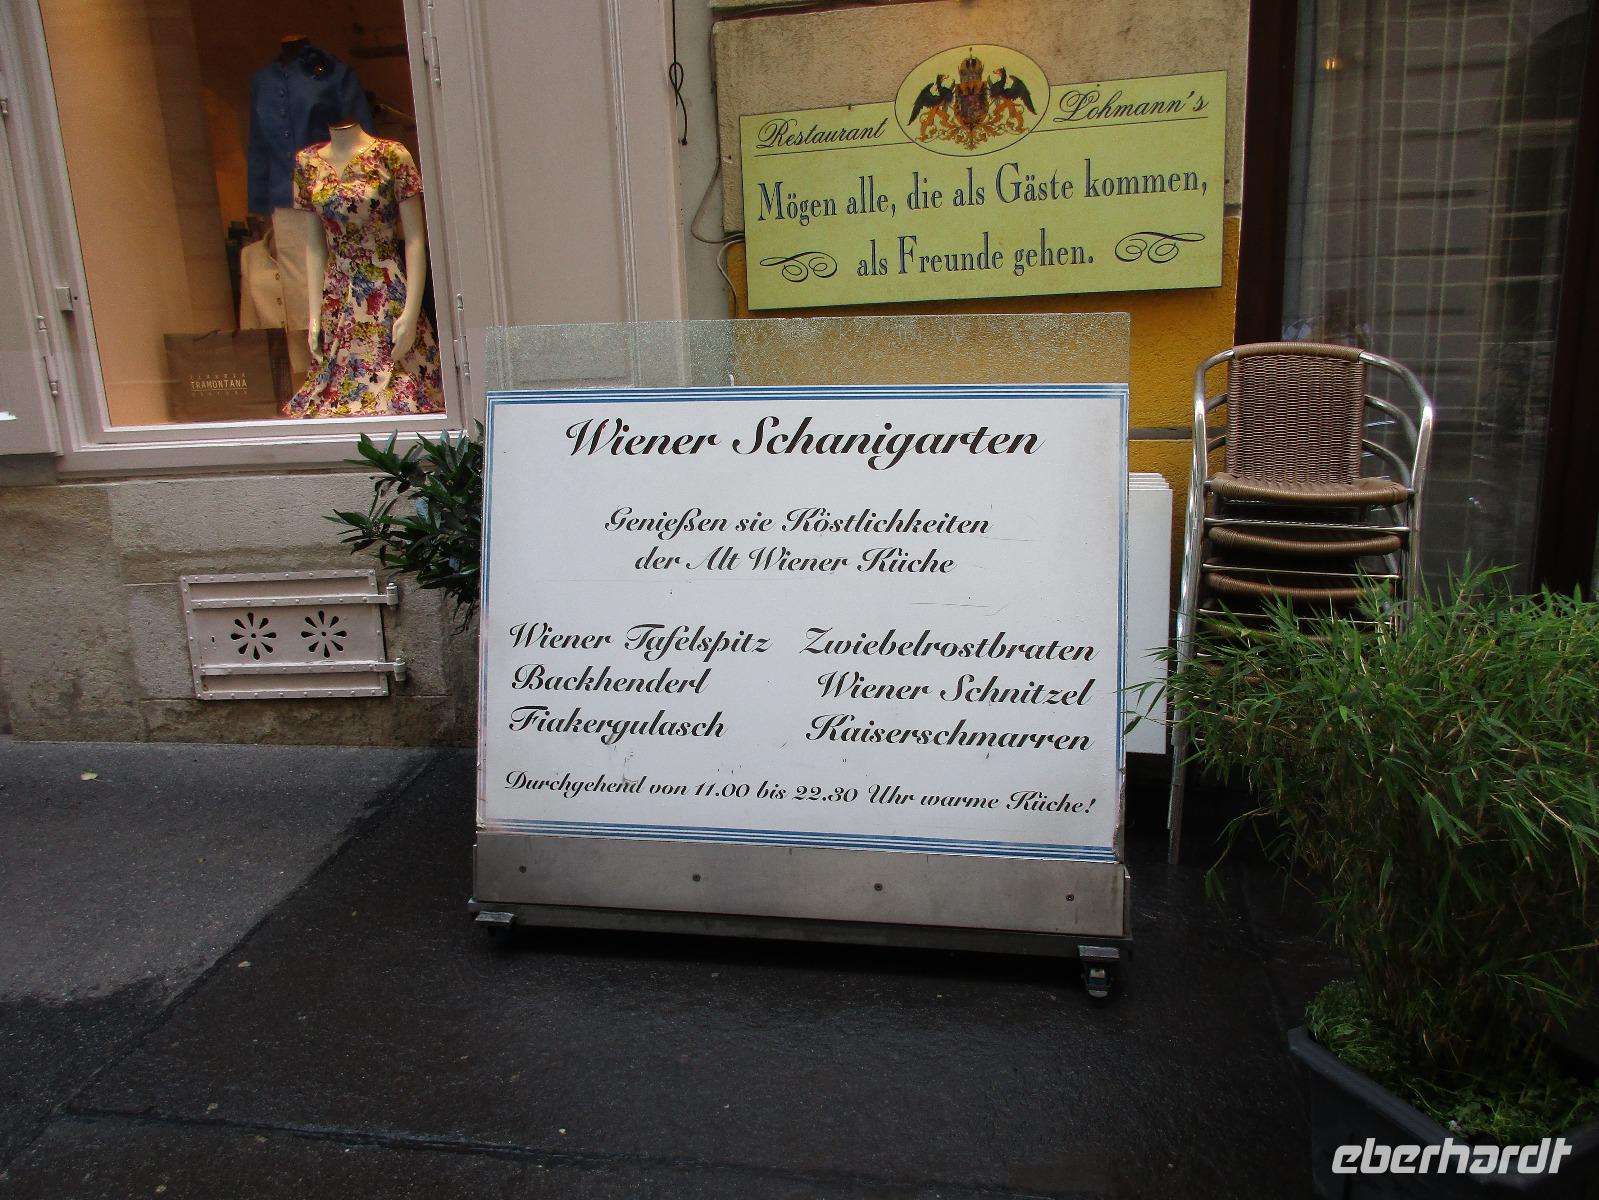 Restaurant Lohmann's
Mögen alle, die als Gäste kommen,
als Freunde gehen.
TRAMONTANA
Wiener Schanigarten
Genießen sie Köstlichkeiten
der Alt Wiener Küche
Wiener Tafelspitz Zwiebelrostbraten
Backhenderl Wiener Schnitzel
Fiakergulasch Kaiserschmarren
Durchgehend von 11.00 bis 22.30 Uhr warme Küche!
eberhardt